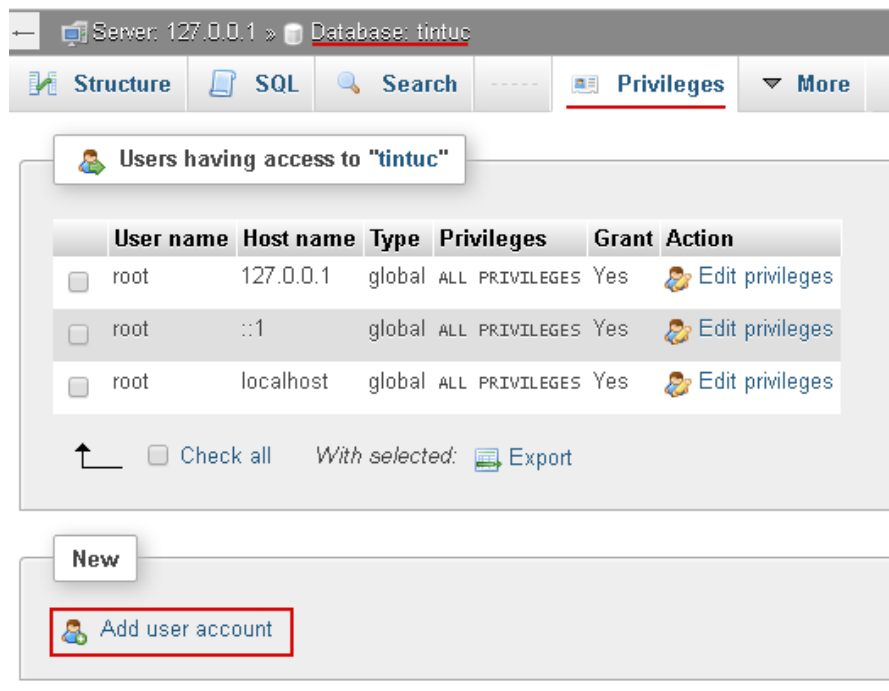 Server: 127.0.0.1 » Database: tintuc
Structure SQL Search ----- Privileges More
Users having access to "tintuc"
User name Host name Type Privileges Grant Action
root 127.0.0.1 global ALL PRIVILEGES Yes Edit privileges
root ::1 global ALL PRIVILEGES Yes Edit privileges
root localhost global ALL PRIVILEGES Yes Edit privileges
Check all With selected: Export
New
Add user account